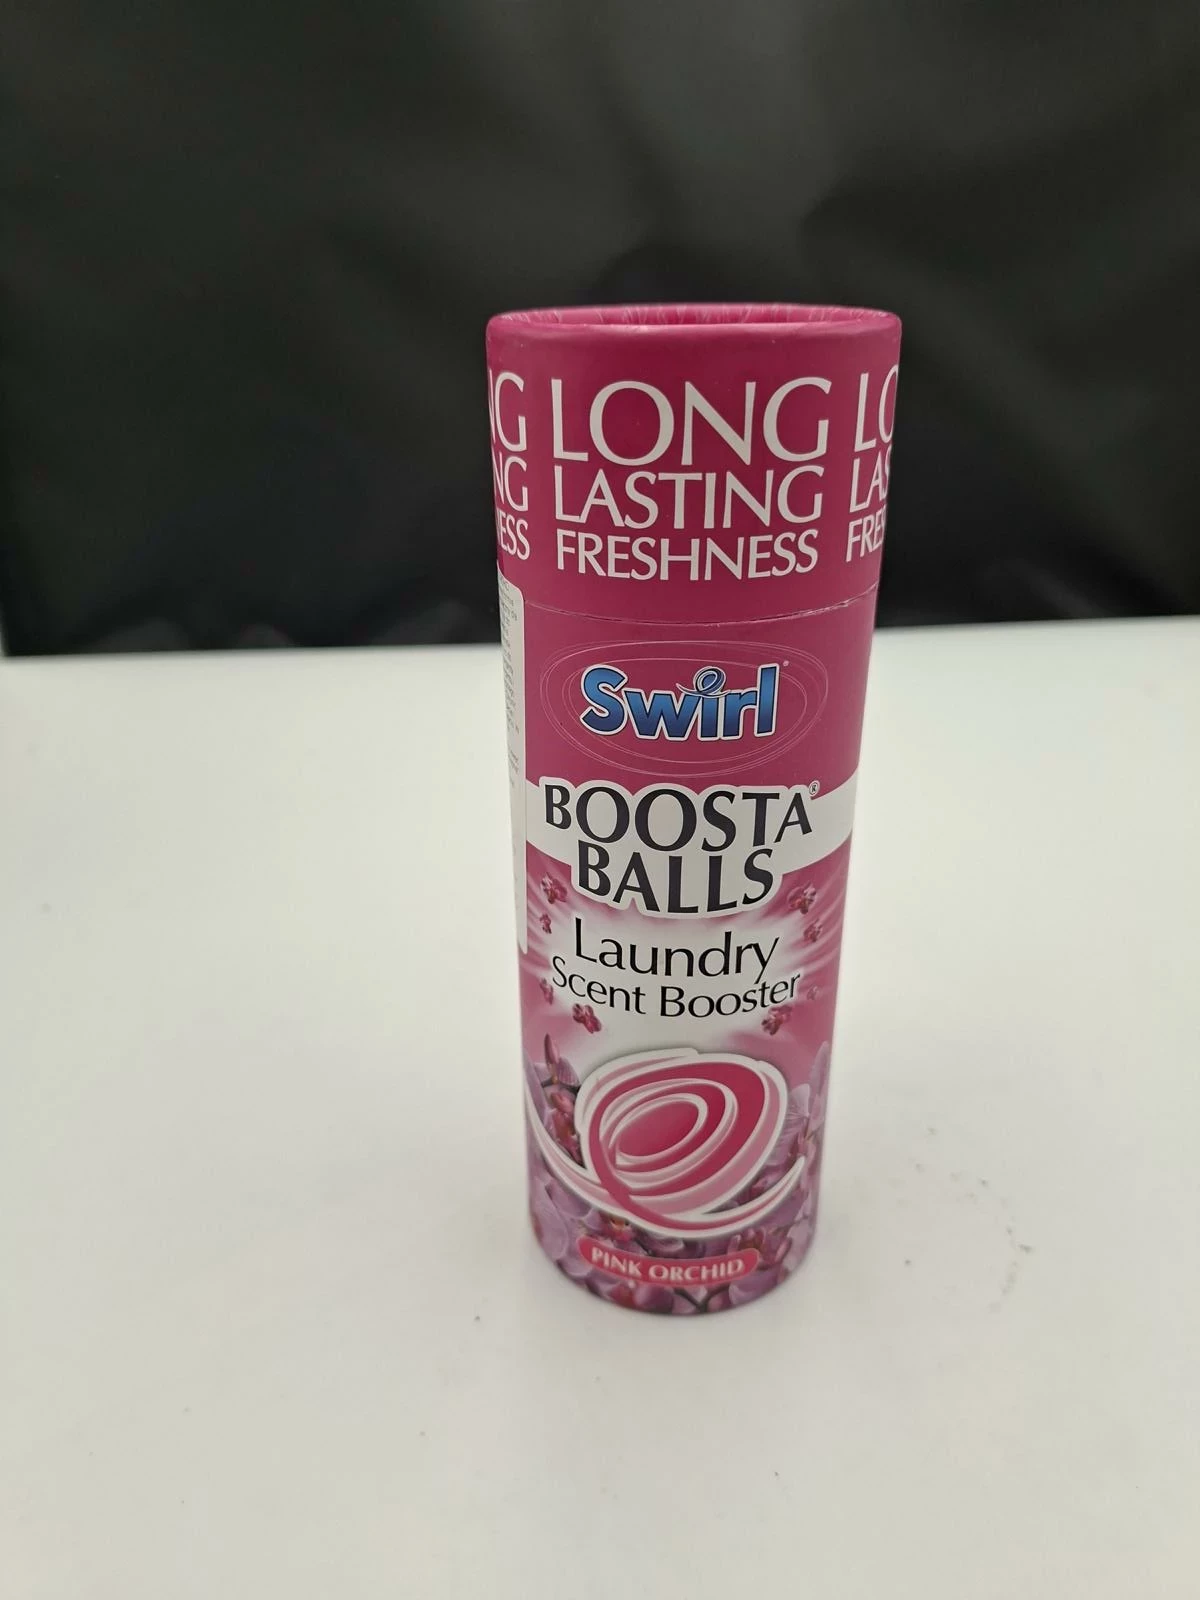 LONG
LASTING
FRESHNESS
Swirl
BOOSTA®
BALLS
Laundry
Scent Booster
PINK ORCHID